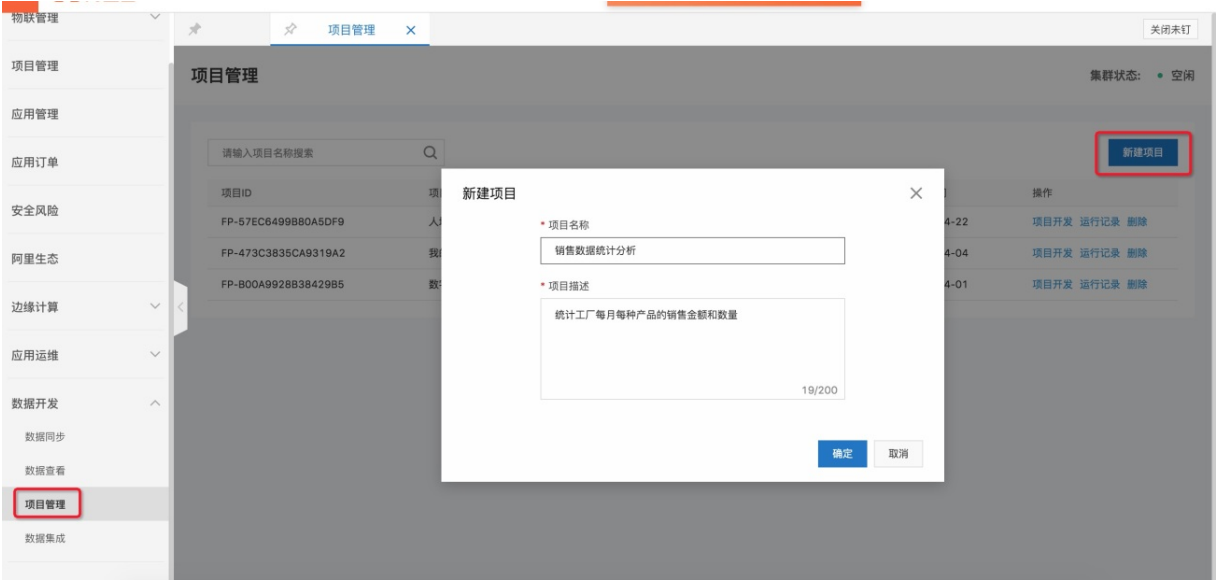 物联管理
项目管理
应用管理
应用订单
安全风险
阿里生态
边缘计算
应用运维
数据开发
数据同步
数据查看
项目管理
数据集成
项目管理
关闭未钉
项目管理
集群状态: 空闲
请输入项目名称搜索
新建项目
项目ID
操作
FP-57EC6499B80A5DF9
4-22
项目开发 运行记录 删除
FP-473C3835CA9319A2
4-04
项目开发 运行记录 删除
FP-B00A9928B38429B5
4-01
项目开发 运行记录 删除
新建项目
* 项目名称
销售数据统计分析
* 项目描述
统计工厂每月每种产品的销售金额和数量
19/200
确定
取消